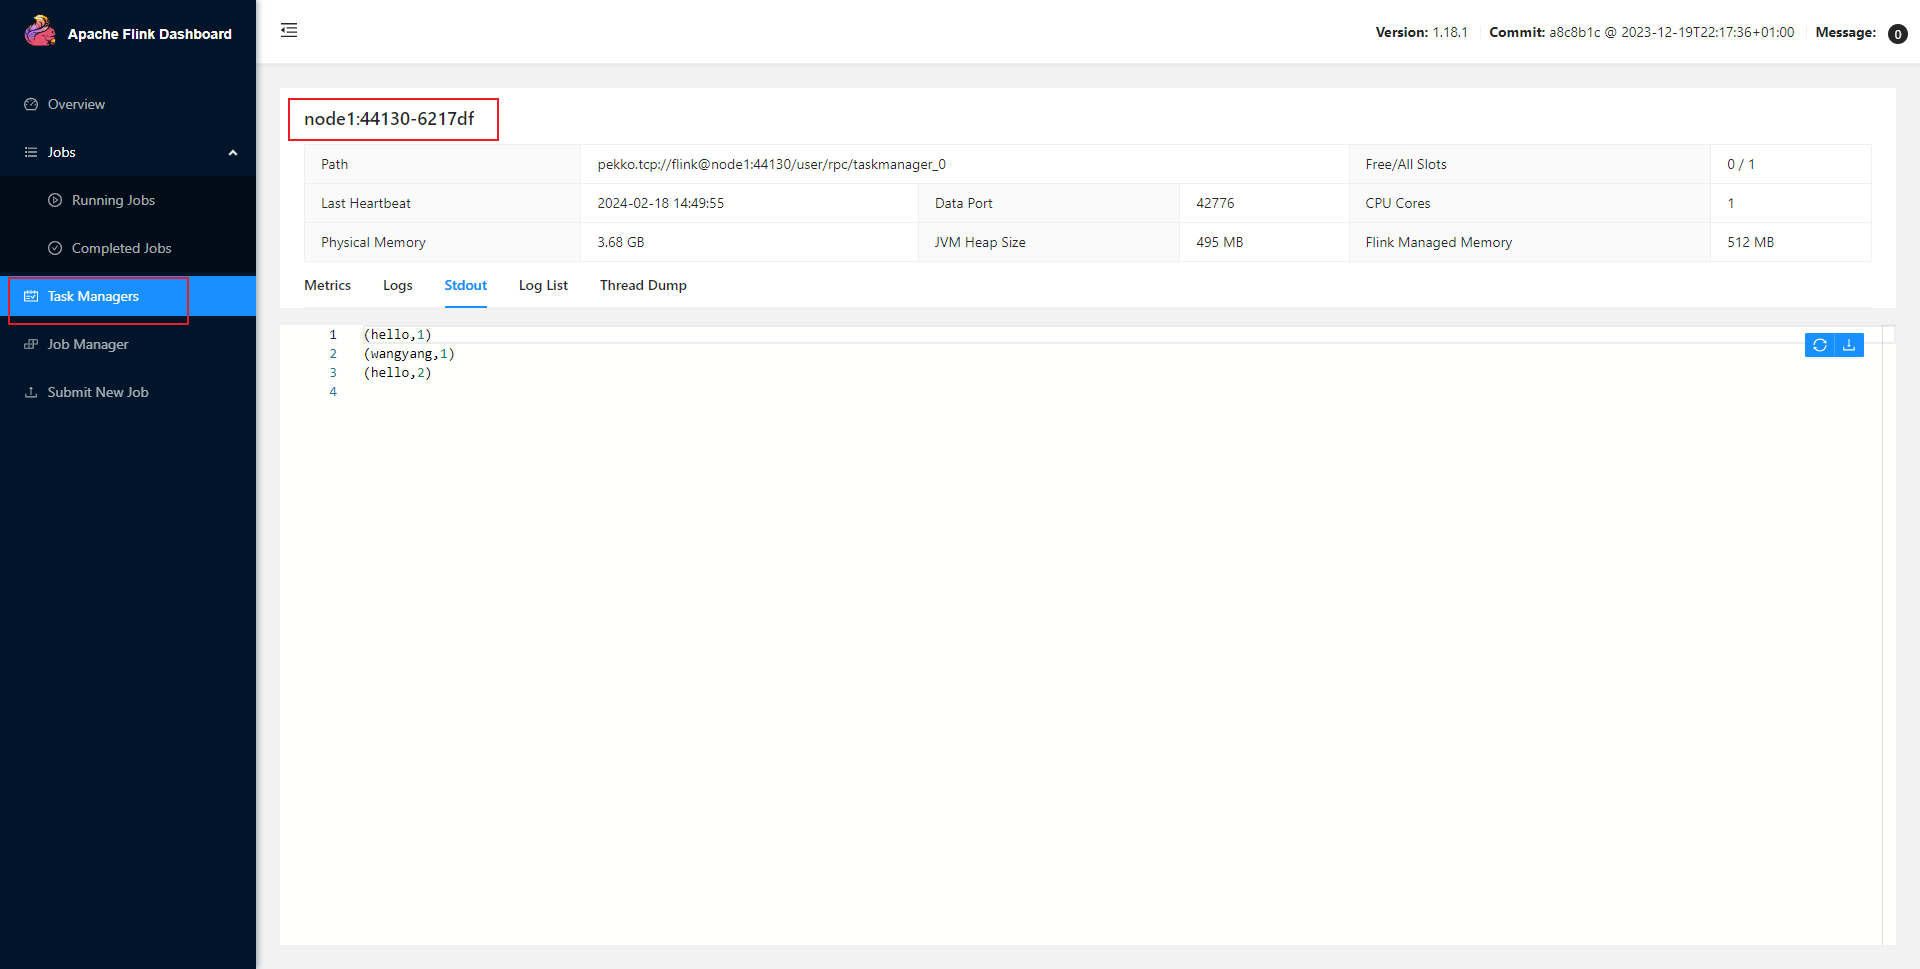 Apache Flink Dashboard
Version: 1.18.1 Commit: a8c8b1c @ 2023-12-19T22:17:36+01:00 Message: 0
Overview
Jobs
Running Jobs
Completed Jobs
Task Managers
Job Manager
Submit New Job
node1:44130-6217df
Path pekko.tcp://flink@node1:44130/user/rpc/taskmanager_0 Free/All Slots 0 / 1
Last Heartbeat 2024-02-18 14:49:55 Data Port 42776 CPU Cores 1
Physical Memory 3.68 GB JVM Heap Size 495 MB Flink Managed Memory 512 MB
Metrics Logs Stdout Log List Thread Dump
1 (hello,1)
2 (wangyang,1)
3 (hello,2)
4